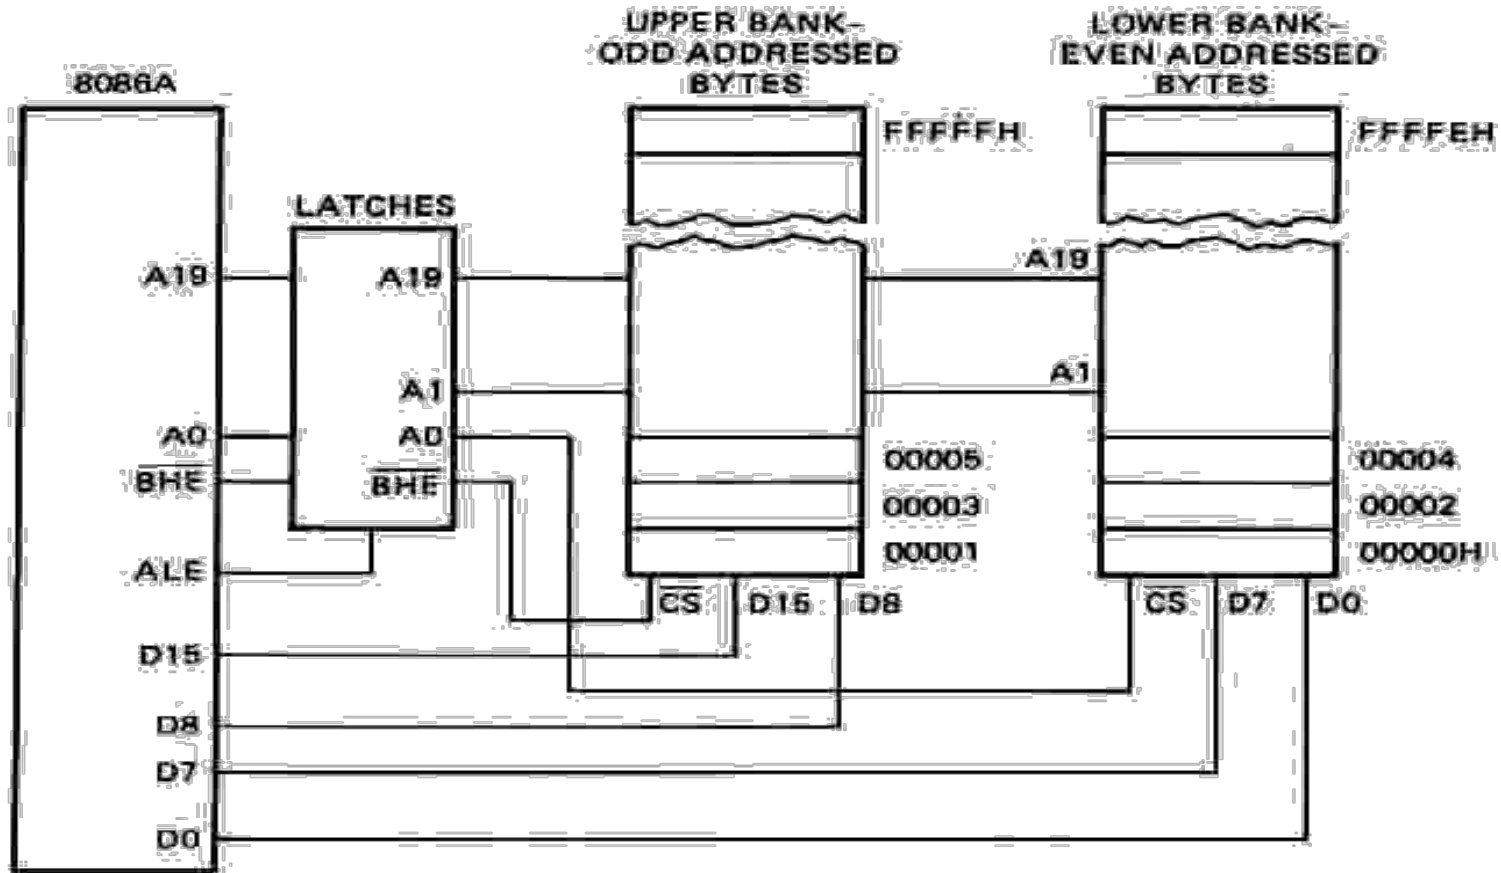 UPPER BANK-
ODD ADDRESSED
BYTES
LOWER BANK-
EVEN ADDRESSED
BYTES
8086A
FFFFFH
FFFFEH
LATCHES
A19
A19
A19
A1
A1
A0
A0
BHE
BHE
00005
00004
00003
00002
00001
00000H
ALE
CS
D15
D8
CS
D7
D0
D15
D8
D7
D0